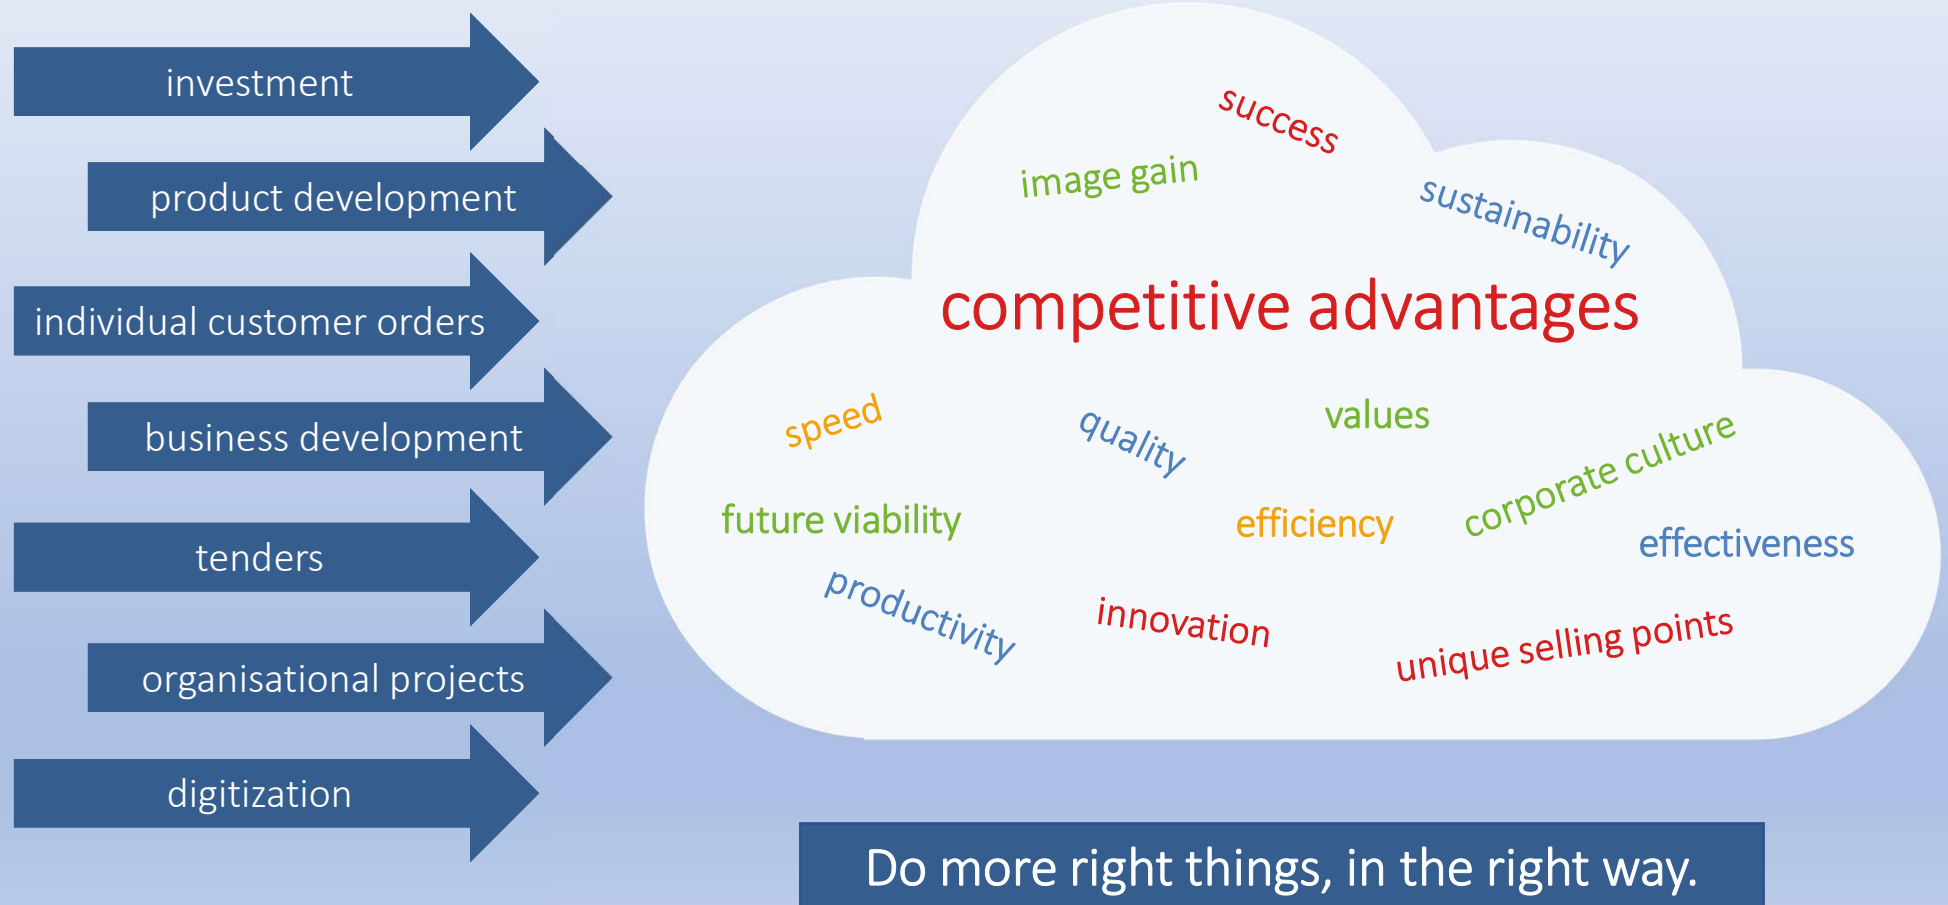 investment
product development
individual customer orders
business development
tenders
organisational projects
digitization
success
image gain
sustainability
competitive advantages
speed
quality
values
corporate culture
future viability
efficiency
effectiveness
productivity
innovation
unique selling points
Do more right things, in the right way.